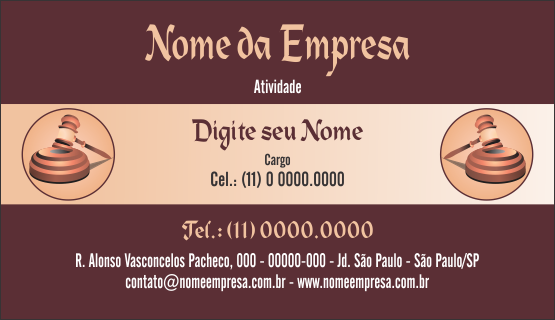 Nome da Empresa
Atividade
Digite seu Nome
Cargo
Cel.: (11) 0 0000.0000
Tel.: (11) 0000.0000
R. Alonso Vasconcelos Pacheco, 000 - 00000-000 - Jd. São Paulo - São Paulo/SP
contato@nomeempresa.com.br - www.nomeempresa.com.br